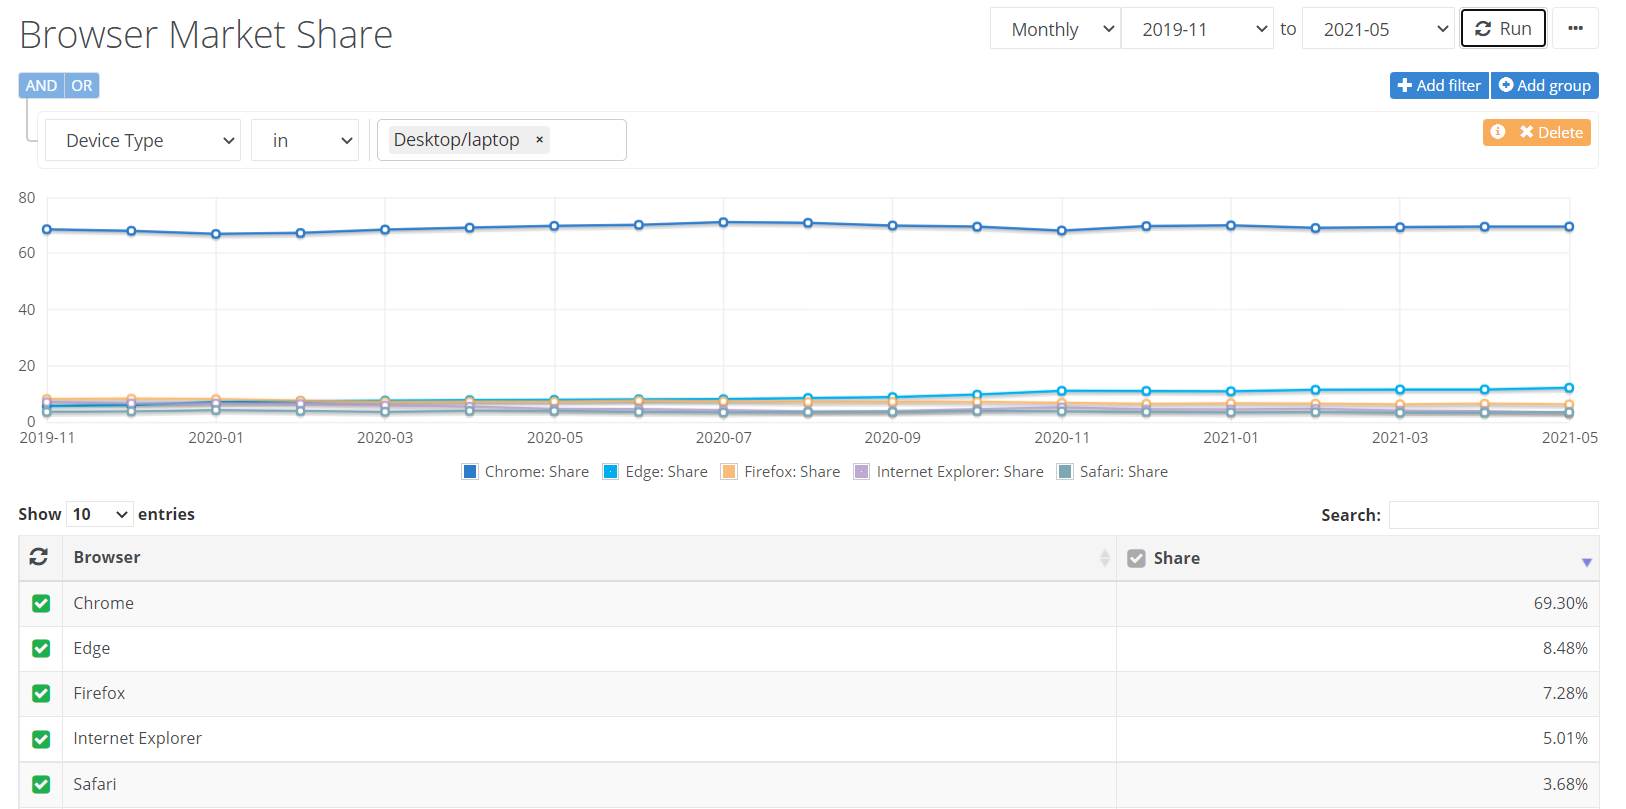 Browser Market Share
Monthly 2019-11 to 2021-05 Run
AND OR
Add filter Add group
Device Type in Desktop/laptop × Delete
80
60
40
20
0
2019-11 2020-01 2020-03 2020-05 2020-07 2020-09 2020-11 2021-01 2021-03 2021-05
Chrome: Share Edge: Share Firefox: Share Internet Explorer: Share Safari: Share
Show 10 entries Search:
Browser Share
Chrome 69.30%
Edge 8.48%
Firefox 7.28%
Internet Explorer 5.01%
Safari 3.68%